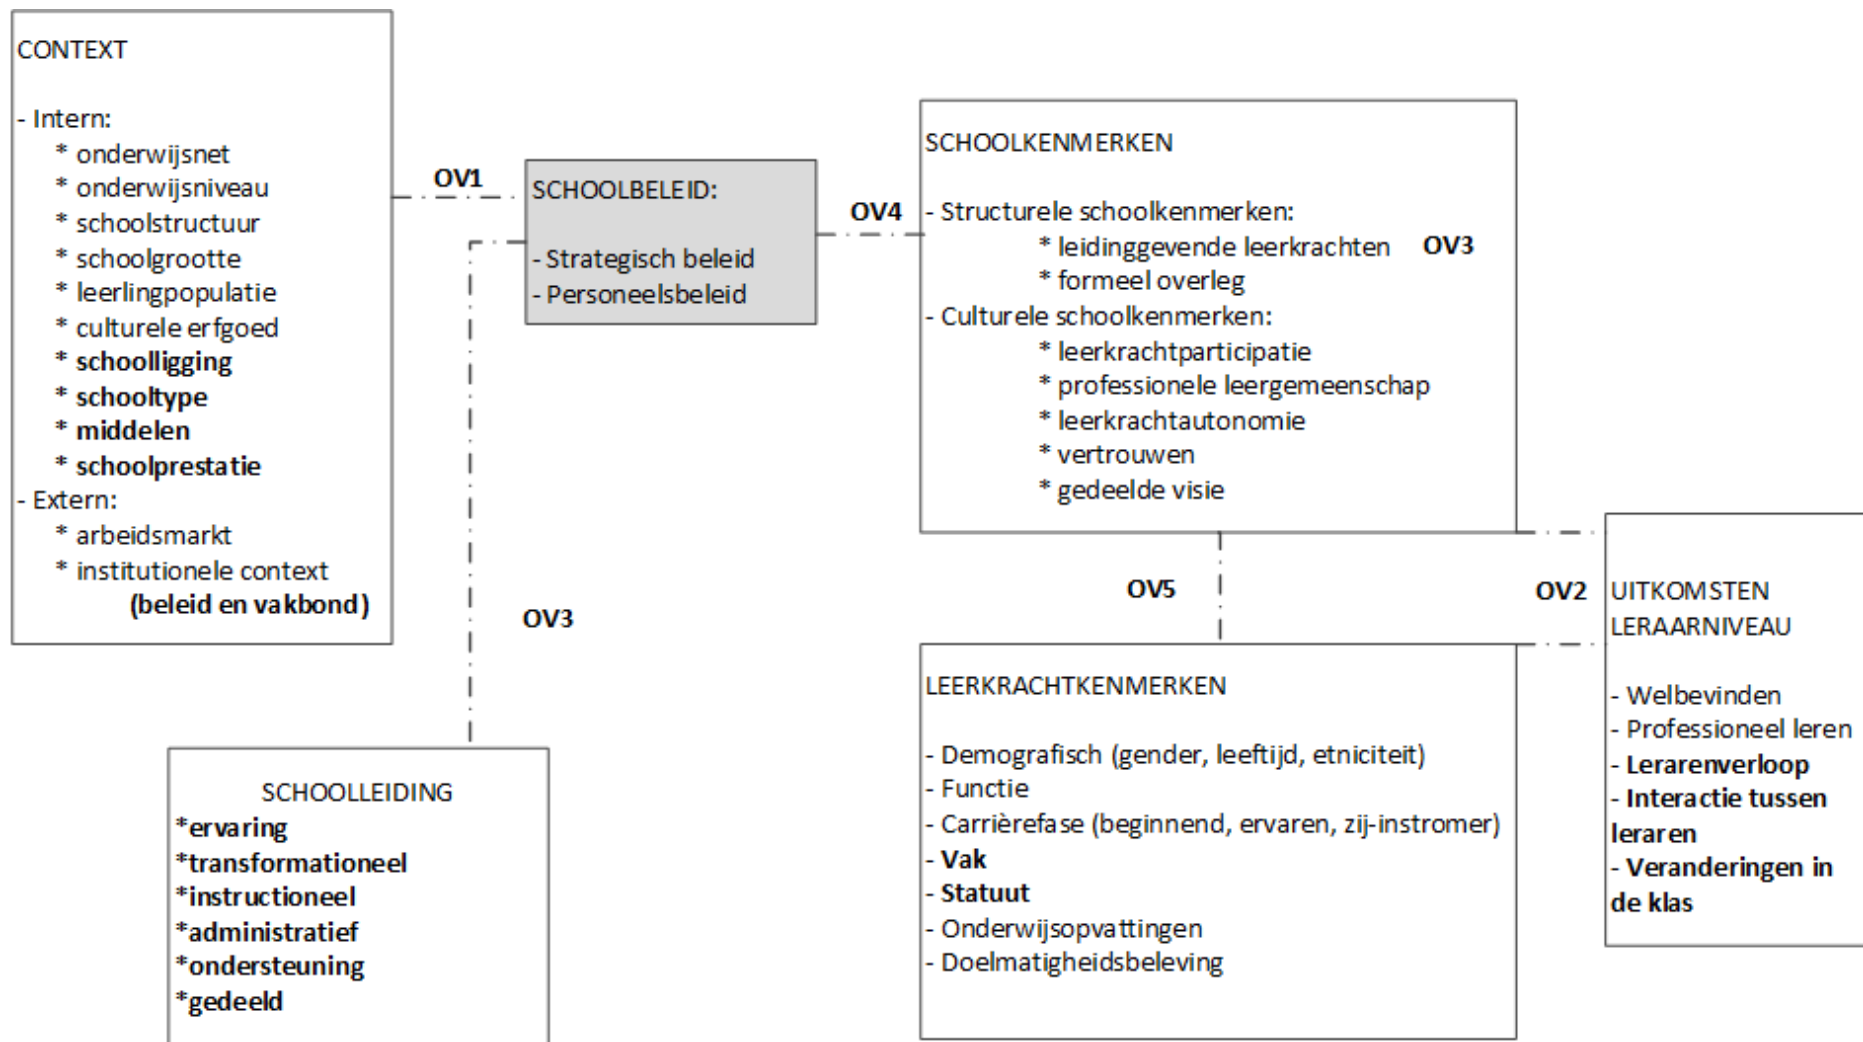 CONTEXT
- Intern:
* onderwijsnet
* onderwijsniveau
* schoolstructuur
* schoolgrootte
* leerlingpopulatie
* culturele erfgoed
* schoolligging
* schooltype
* middelen
* schoolprestatie
- Extern:
* arbeidsmarkt
* institutionele context
(beleid en vakbond)
OV1
SCHOOLBELEID:
- Strategisch beleid
- Personeelsbeleid
OV3
SCHOOLLEIDING
*ervaring
*transformationeel
*instructioneel
*administratief
*ondersteuning
*gedeeld
OV4
SCHOOLKENMERKEN
- Structurele schoolkenmerken:
* leidinggevende leerkrachten OV3
* formeel overleg
- Culturele schoolkenmerken:
* leerkrachtparticipatie
* professionele leergemeenschap
* leerkrachtautonomie
* vertrouwen
* gedeelde visie
OV5
LEERKRACHTKENMERKEN
- Demografisch (gender, leeftijd, etniciteit)
- Functie
- Carrièrefase (beginnend, ervaren, zij-instromer)
- Vak
- Statuut
- Onderwijsopvattingen
- Doelmatigheidsbeleving
OV2
UITKOMSTEN
LERAARNIVEAU
- Welbevinden
- Professioneel leren
- Lerarenverloop
- Interactie tussen
leraren
- Veranderingen in
de klas